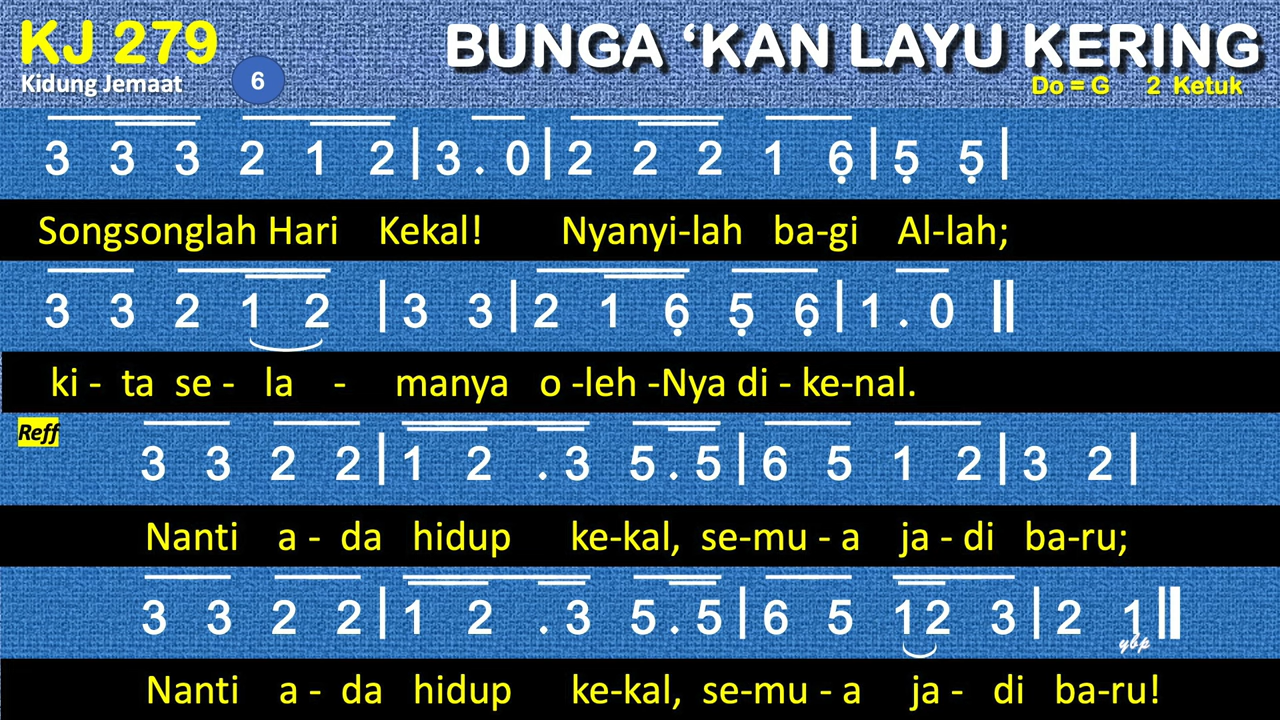 KJ 279
BUNGA ‘KAN LAYU KERING
Kidung Jemaat
6
Do = G 2 Ketuk
3 3 3 2 1 2 | 3 . 0 | 2 2 2 1 6̣ | 5̣ 5̣ |
Songsonglah Hari Kekal! Nyanyi-lah ba-gi Al-lah;
3 3 2 1 2 | 3 3 | 2 1 6̣ 5̣ 6̣ | 1 . 0 ||
ki - ta se - la - manya o -leh -Nya di - ke-nal.
Reff
3 3 2 2 | 1 2 . 3 5 . 5 | 6 5 1 2 | 3 2 |
Nanti a - da hidup ke-kal, se-mu - a ja - di ba-ru;
3 3 2 2 | 1 2 . 3 5 . 5 | 6 5 12 3 | 2 1 ||
ybp
Nanti a - da hidup ke-kal, se-mu - a ja - di ba-ru!